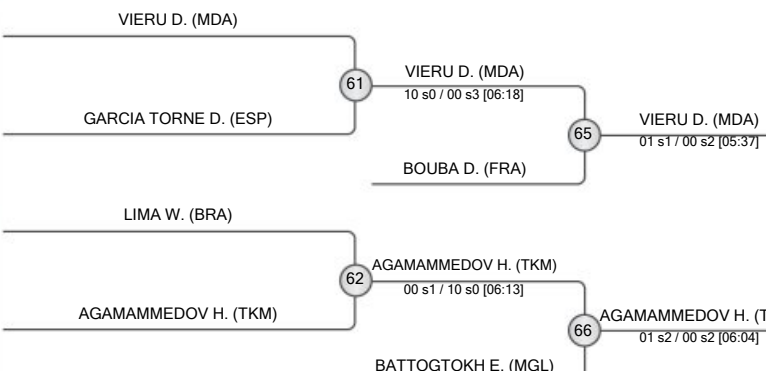 VIERU D. (MDA)
61
VIERU D. (MDA)
10 s0 / 00 s3 [06:18]
GARCIA TORNE D. (ESP)
65
VIERU D. (MDA)
01 s1 / 00 s2 [05:37]
BOUBA D. (FRA)
LIMA W. (BRA)
62
AGAMAMMEDOV H. (TKM)
00 s1 / 10 s0 [06:13]
AGAMAMMEDOV H. (TKM)
66
AGAMAMMEDOV H. (T
01 s2 / 00 s2 [06:04]
BATTOGTOKH E. (MGL)